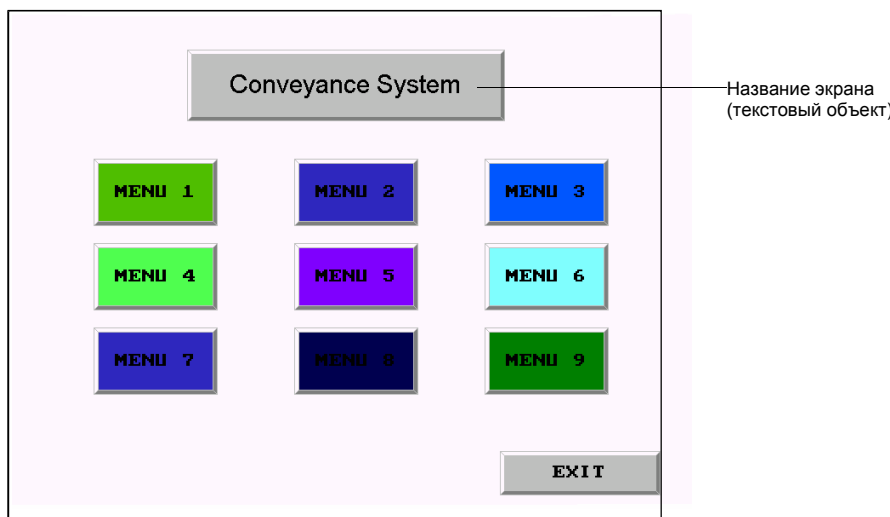 Conveyance System
Название экрана
(текстовый объект)
MENU 1
MENU 2
MENU 3
MENU 4
MENU 5
MENU 6
MENU 7
MENU 8
MENU 9
EXIT